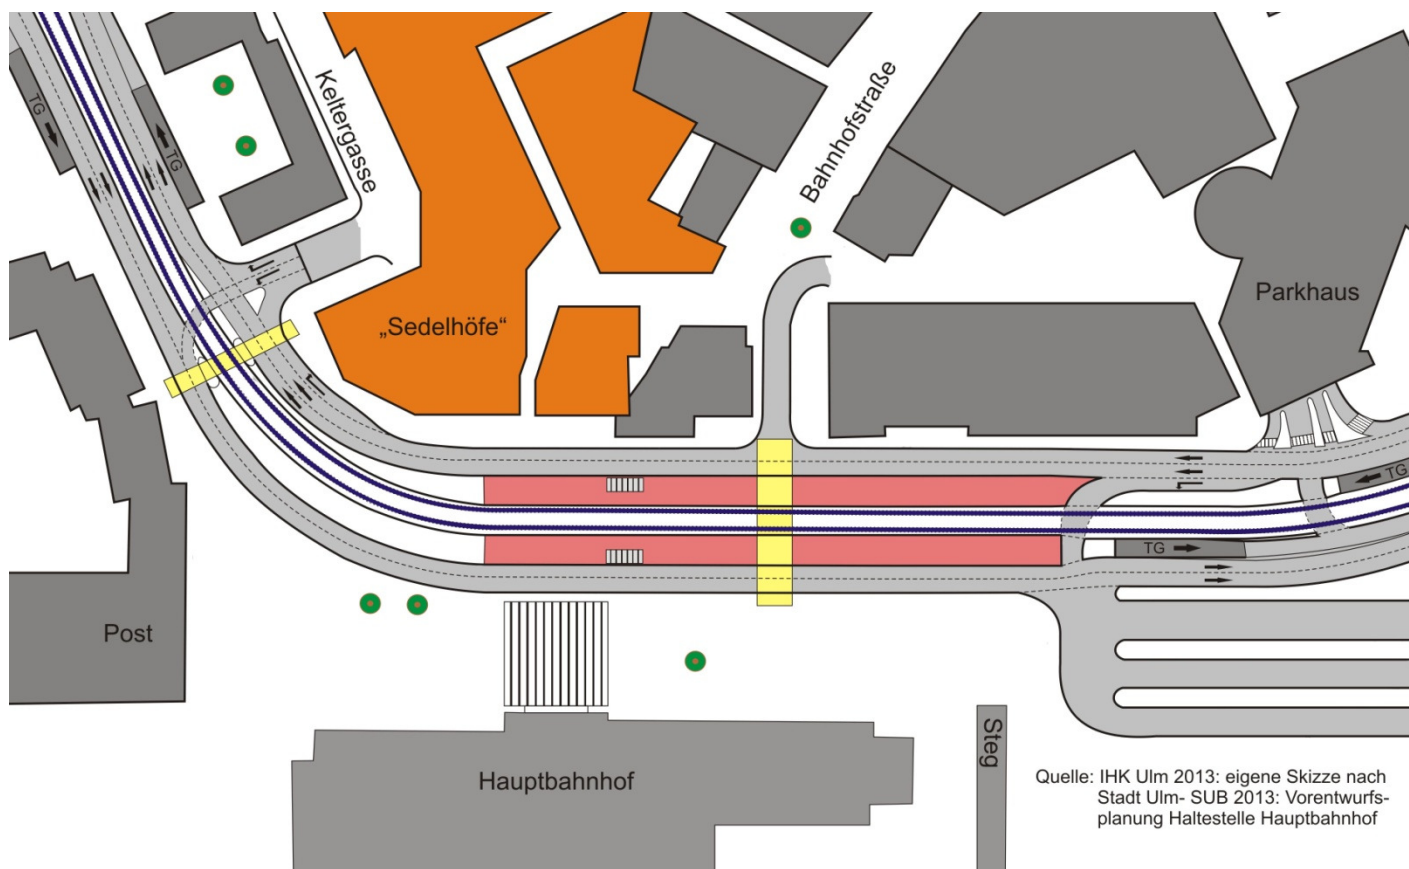 TG
TG
Keltergasse
Bahnhofstraße
„Sedelhöfe“
Parkhaus
TG
TG
Post
Hauptbahnhof
Steg
Quelle: IHK Ulm 2013: eigene Skizze nach
Stadt Ulm- SUB 2013: Vorentwurfs-
planung Haltestelle Hauptbahnhof